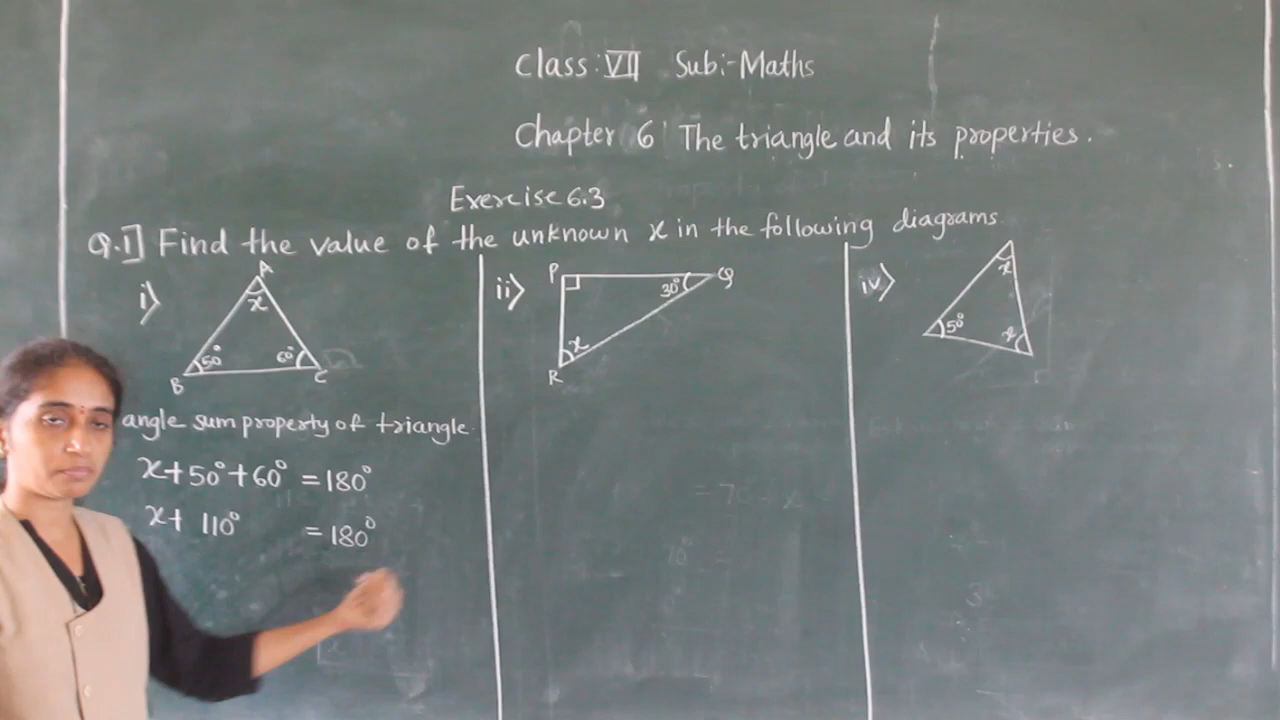 Class: VII Sub:-Maths
Chapter 6 The triangle and its properties.
Exercise 6.3
Q.1] Find the value of the unknown x in the following diagrams
i)
A
x
50°
60°
B
C
angle sum property of triangle
x+50°+60° = 180°
x+ 110° = 180°
ii)
P
30°
Q
x
R
iv)
x
50°
x